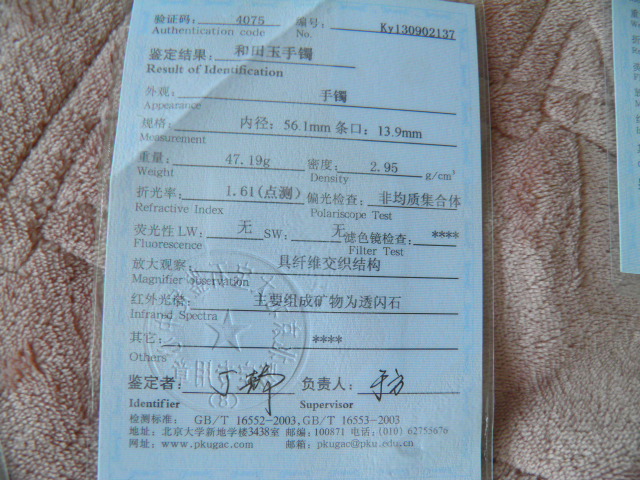 验证码: 4075 编号: Ky130902137
Authentication code No.
鉴定结果: 和田玉手镯
Result of Identification
外观: 手镯
Appearance
规格: 内径: 56.1mm 条口: 13.9mm
Measurement
重量: 47.19g 密度: 2.95 g/cm³
Weight Density
折光率: 1.61(点测) 偏光检查: 非均质集合体
Refractive Index Polariscope Test
荧光性 LW: 无 SW: 无 滤色镜检查: ****
Fluorescence Filter Test
放大观察: 具纤维交织结构
Magnifier
红外光谱: 主要组成矿物为透闪石
Infrared Spectra
其它: ****
Others
鉴定者: 负责人:
Identifier Supervisor
检测标准: GB/T 16552-2003, GB/T 16553-2003
地址: 北京大学新地学楼3438室 邮编: 100871 电话: (010) 62755676
网址: www.pkugac.com 邮箱: pkugac@pku.edu.cn